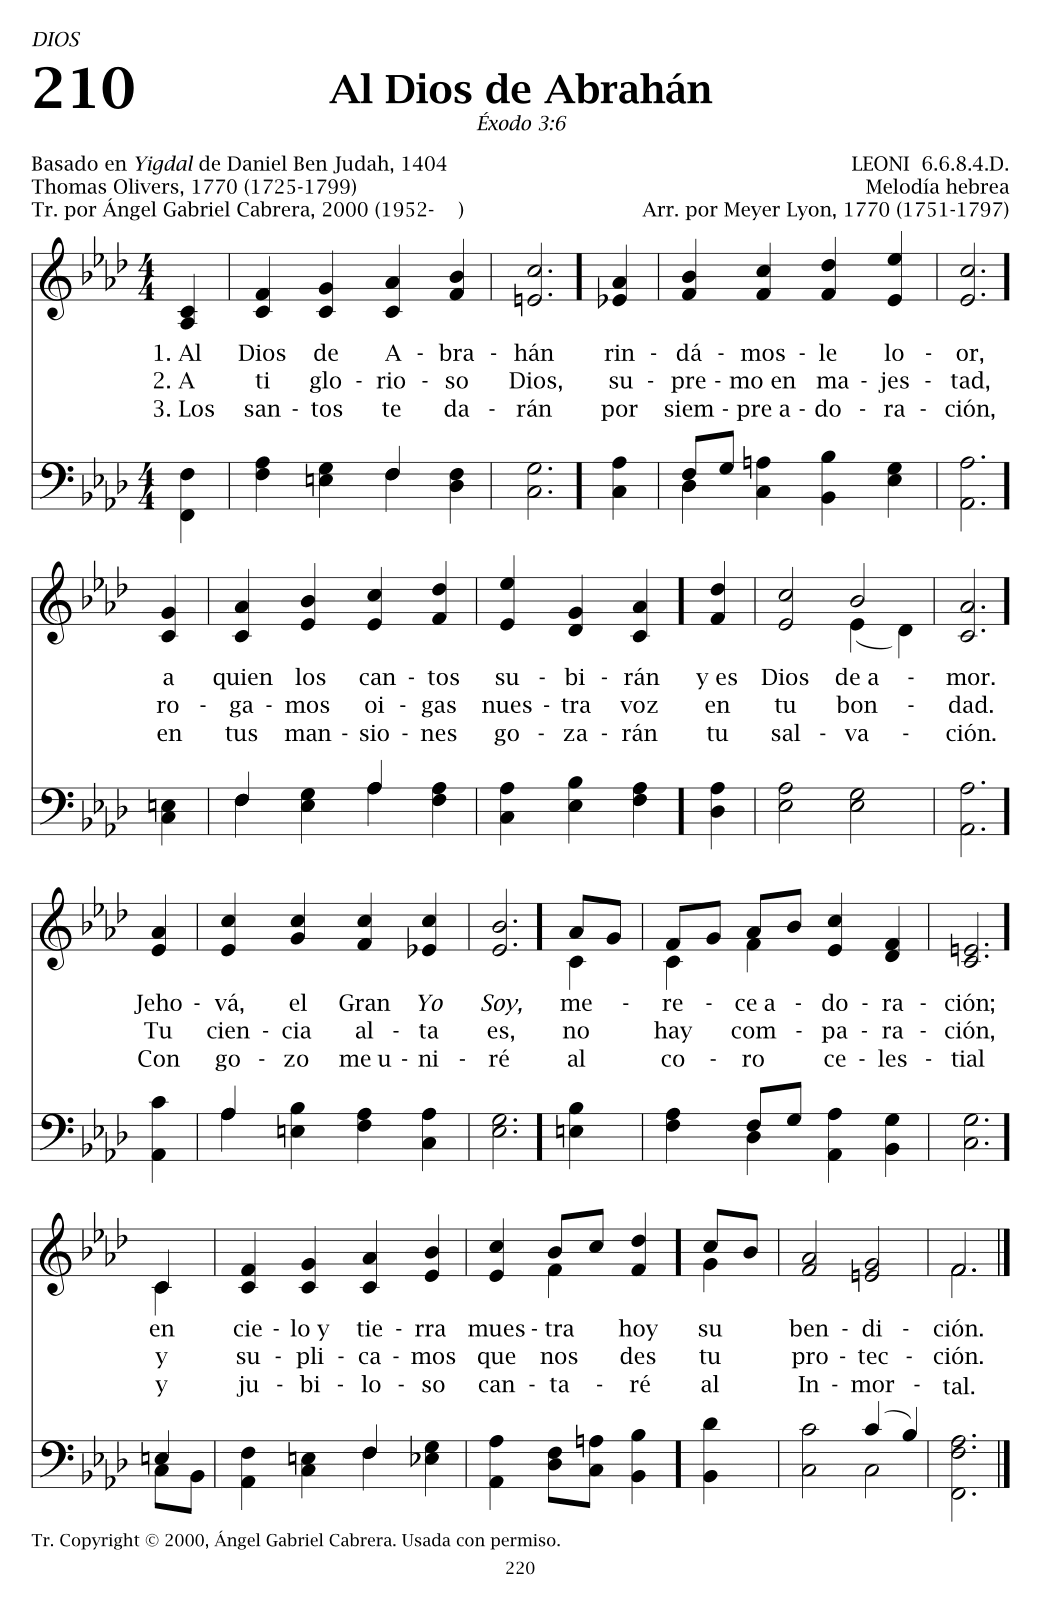 DIOS
210
Al Dios de Abrahán
Éxodo 3:6
Basado en Yigdal de Daniel Ben Judah, 1404
LEONI 6.6.8.4.D.
Thomas Olivers, 1770 (1725-1799)
Melodía hebrea
Tr. por Ángel Gabriel Cabrera, 2000 (1952- )
Arr. por Meyer Lyon, 1770 (1751-1797)
4 4
1. Al Dios de A - bra - hán rin - dá - mos - le lo - or,
2. A ti glo - rio - so Dios, su - pre - mo en ma - jes - tad,
3. Los san - tos te da - rán por siem - pre a - do - ra - ción,
4 4
a quien los can - tos su - bi - rán y es Dios de a - mor.
ro - ga - mos oi - gas nues - tra voz en tu bon - dad.
en tus man - sio - nes go - za - rán tu sal - va - ción.
Jeho - vá, el Gran Yo Soy, me - re - ce a - do - ra - ción;
Tu cien - cia al - ta es, no hay com - pa - ra - ción,
Con go - zo me u - ni - ré al co - ro ce - les - tial
en cie - lo y tie - rra mues - tra hoy su ben - di - ción.
y su - pli - ca - mos que nos des tu pro - tec - ción.
y ju - bi - lo - so can - ta - ré al In - mor - tal.
Tr. Copyright © 2000, Ángel Gabriel Cabrera. Usada con permiso.
220